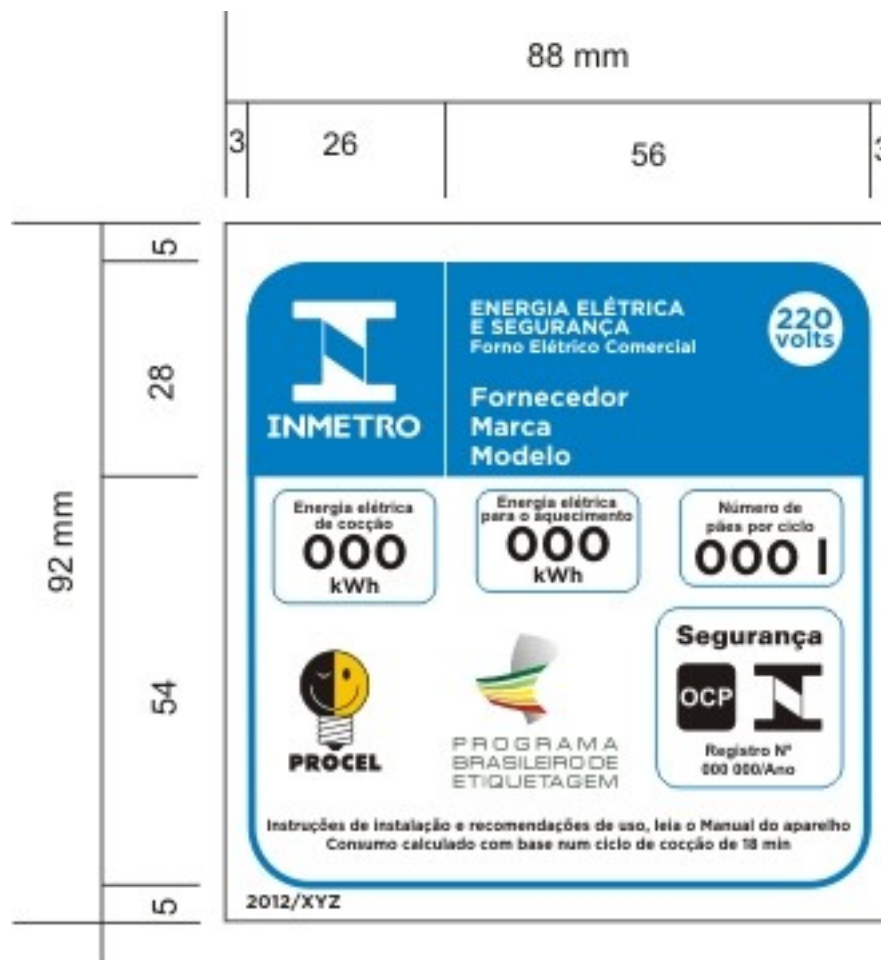 88 mm
3
26
56
3
5
28
92 mm
54
5
INMETRO
ENERGIA ELÉTRICA
E SEGURANÇA
Forno Elétrico Comercial
220
volts
Fornecedor
Marca
Modelo
Energia elétrica
de cocção
000
kWh
Energia elétrica
para o aquecimento
000
kWh
Número de
pães por ciclo
000 l
PROCEL
PROGRAMA
BRASILEIRO DE
ETIQUETAGEM
Segurança
OCP
Registro Nº
000 000/Ano
Instruções de instalação e recomendações de uso, leia o Manual do aparelho
Consumo calculado com base num ciclo de cocção de 18 min
2012/XYZ